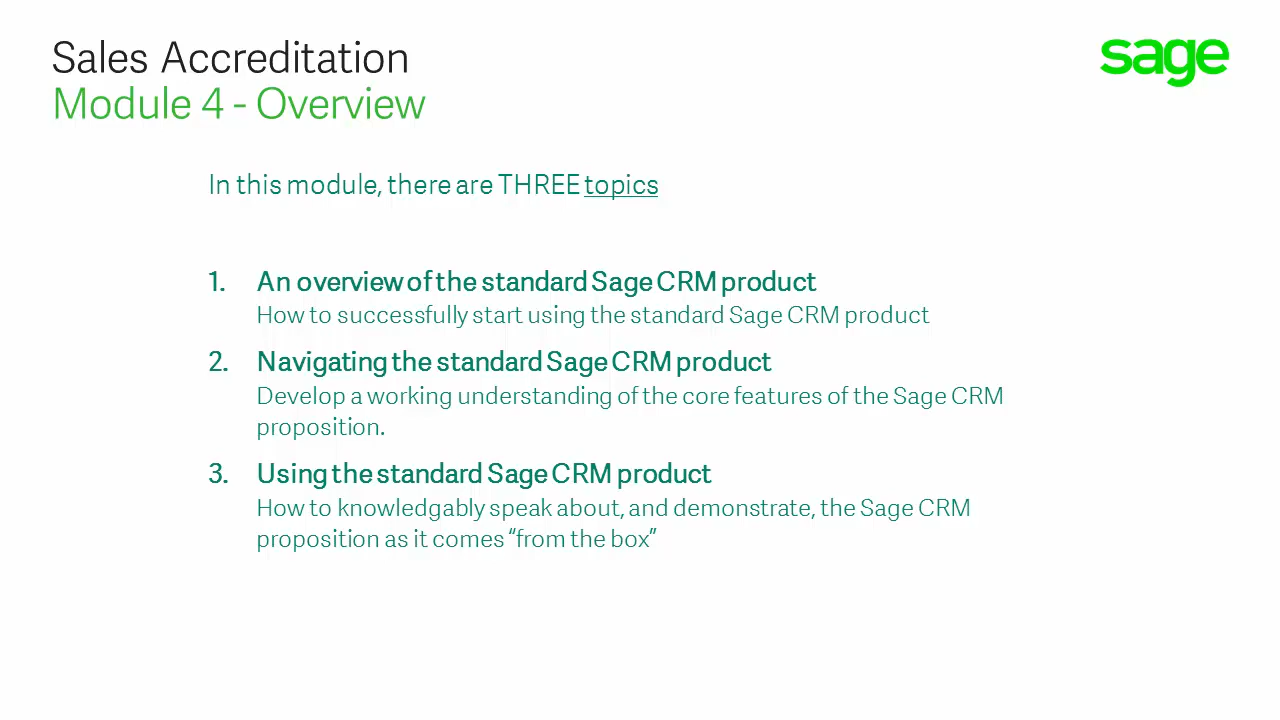 Sales Accreditation
sage
Module 4 - Overview
In this module, there are THREE topics
1. An overview of the standard Sage CRM product
How to successfully start using the standard Sage CRM product
2. Navigating the standard Sage CRM product
Develop a working understanding of the core features of the Sage CRM
proposition.
3. Using the standard Sage CRM product
How to knowledgably speak about, and demonstrate, the Sage CRM
proposition as it comes “from the box”